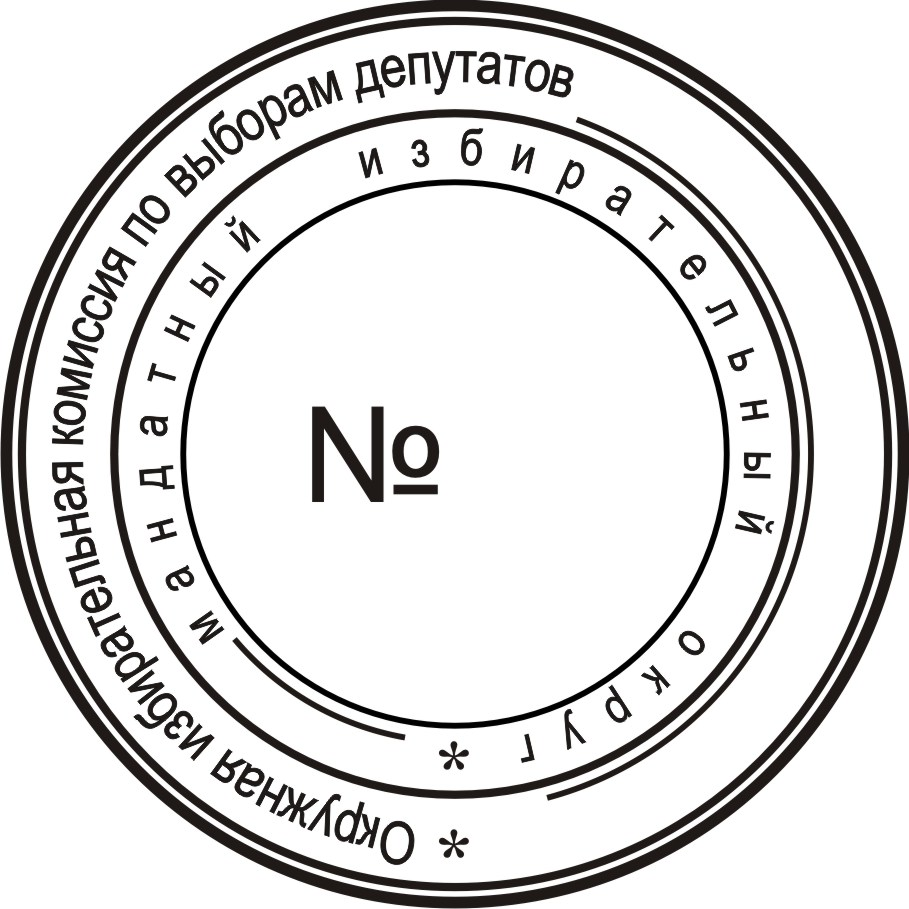 * Окружная избирательная комиссия по выборам депутатов
* мандатный избирательный округ
№